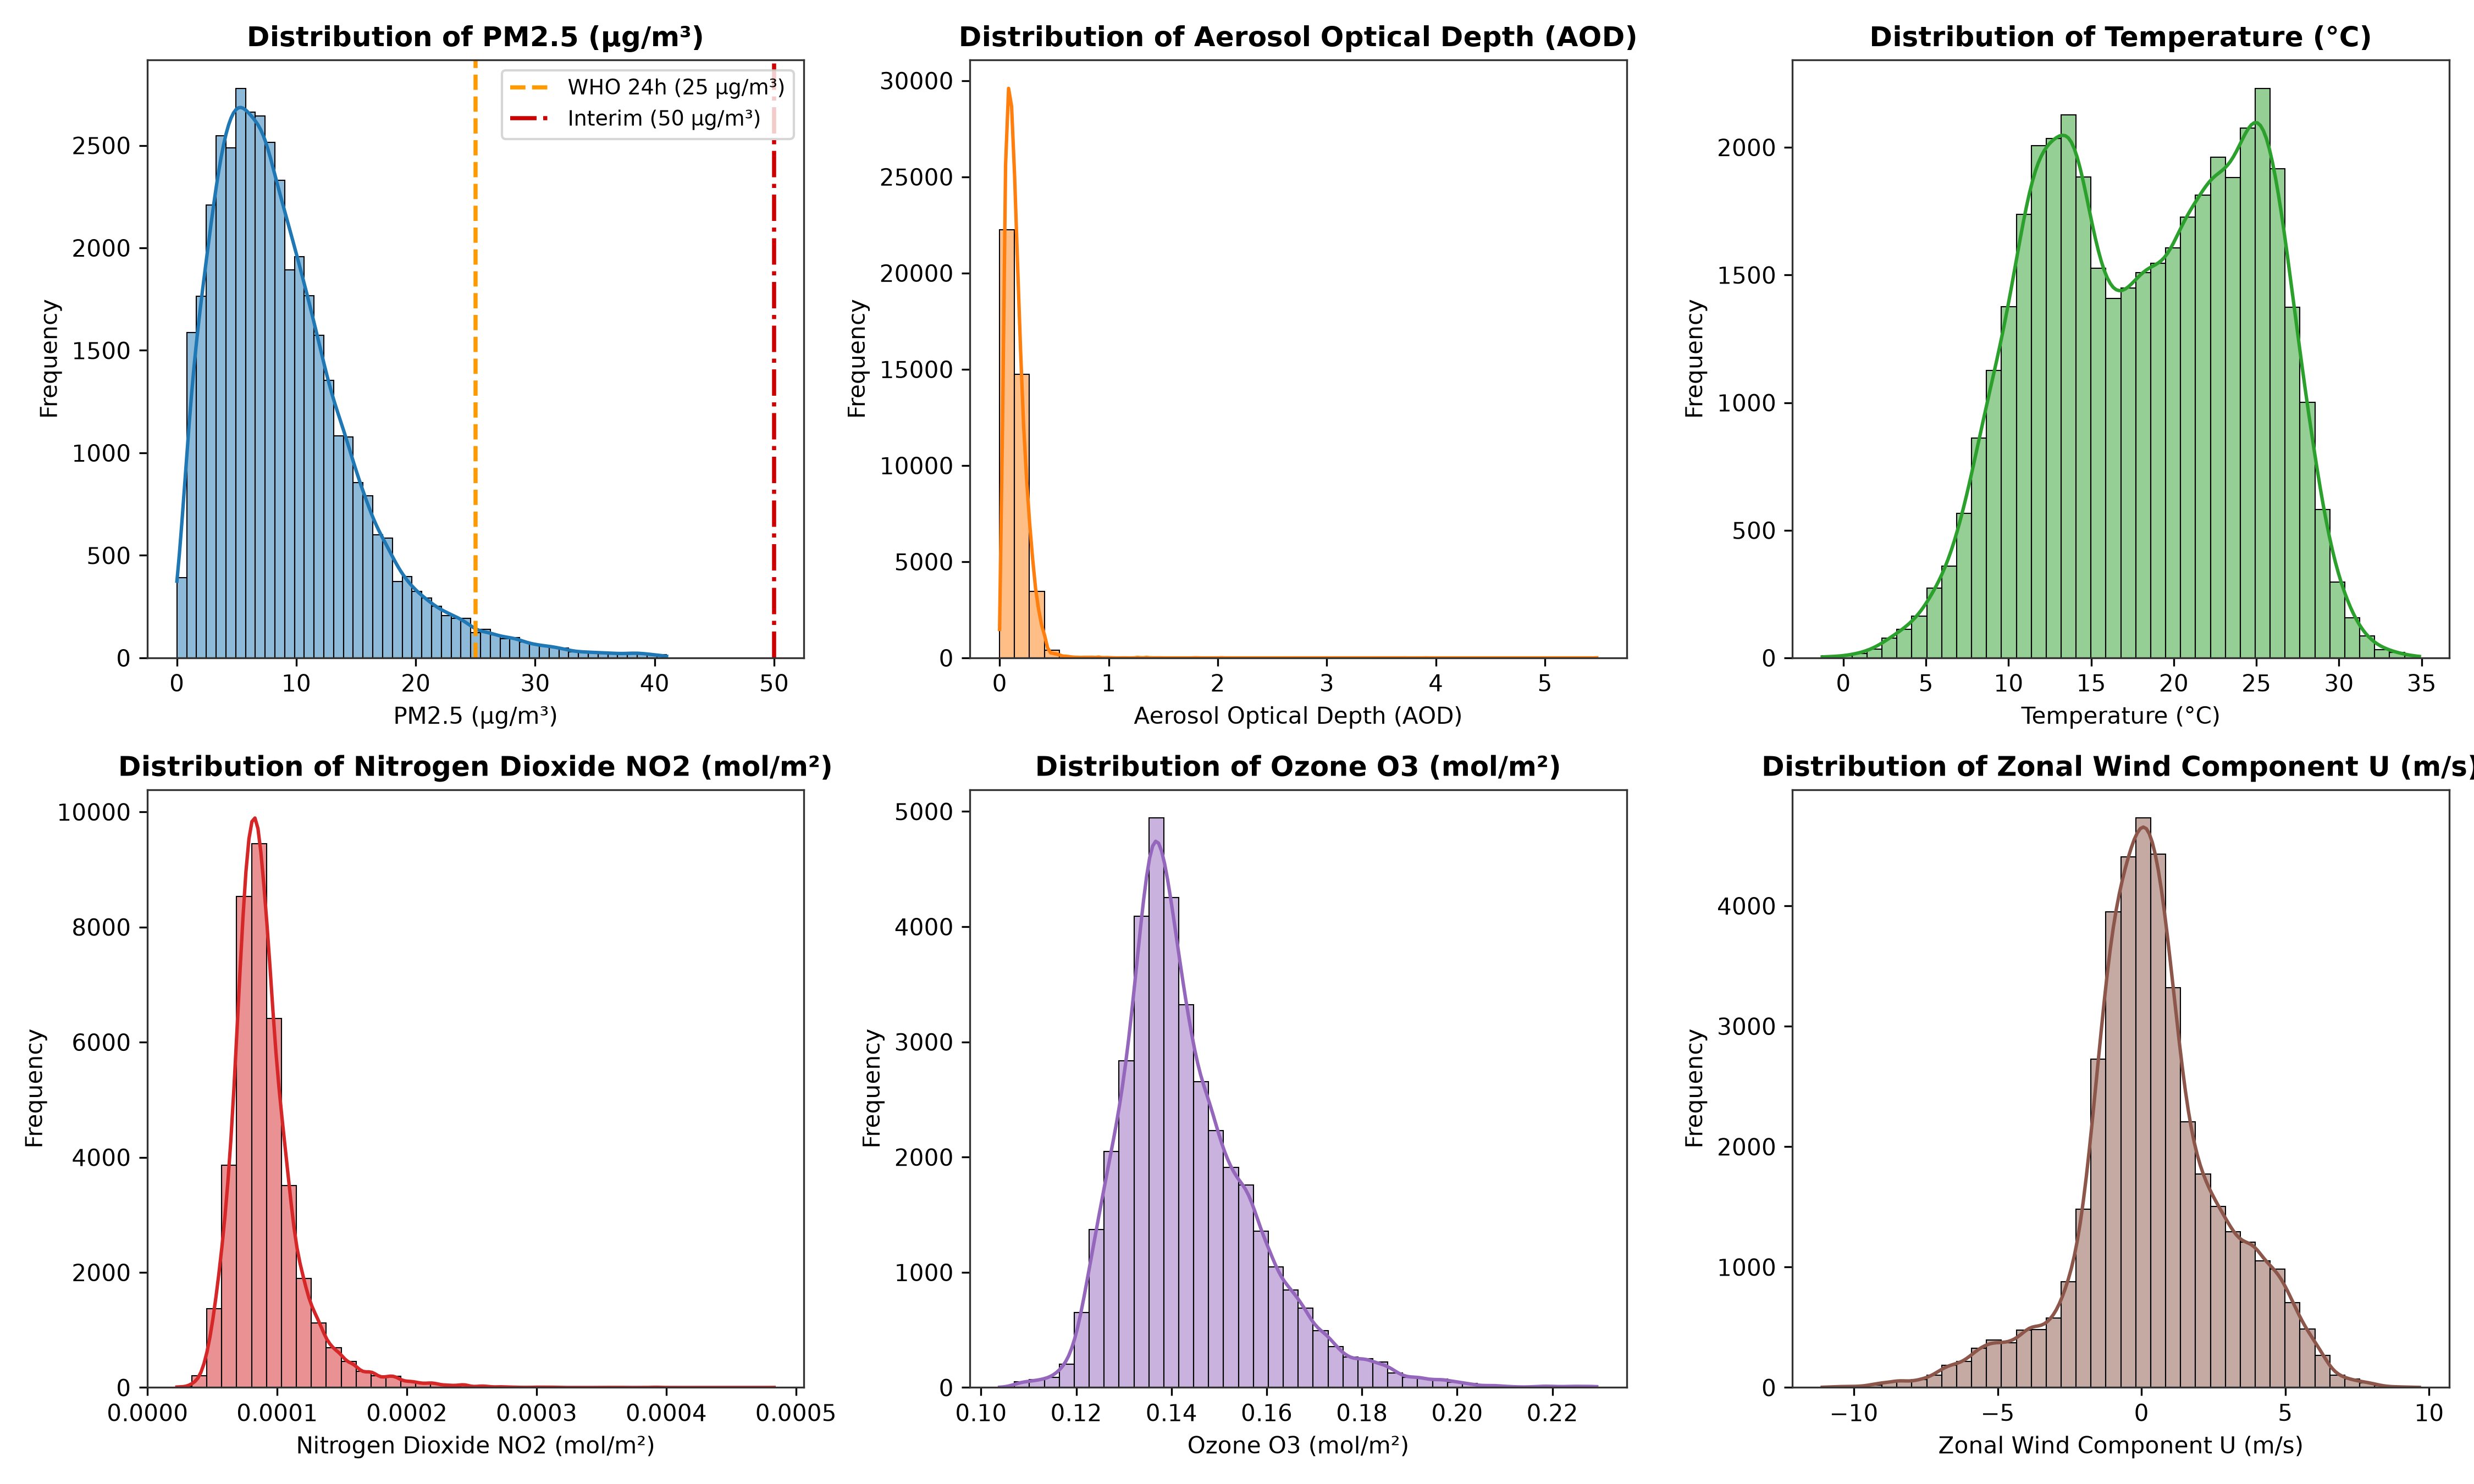 Distribution of PM2.5 (μg/m³)
WHO 24h (25 μg/m³)
Interim (50 μg/m³)
Frequency
0
500
1000
1500
2000
2500
0 10 20 30 40 50
PM2.5 (μg/m³)
Distribution of Aerosol Optical Depth (AOD)
Frequency
0
5000
10000
15000
20000
25000
30000
0 1 2 3 4 5
Aerosol Optical Depth (AOD)
Distribution of Temperature (°C)
Frequency
0
500
1000
1500
2000
0 5 10 15 20 25 30 35
Temperature (°C)
Distribution of Nitrogen Dioxide NO2 (mol/m²)
Frequency
0
2000
4000
6000
8000
10000
0.0000 0.0001 0.0002 0.0003 0.0004 0.0005
Nitrogen Dioxide NO2 (mol/m²)
Distribution of Ozone O3 (mol/m²)
Frequency
0
1000
2000
3000
4000
5000
0.10 0.12 0.14 0.16 0.18 0.20 0.22
Ozone O3 (mol/m²)
Distribution of Zonal Wind Component U (m/s)
Frequency
0
1000
2000
3000
4000
−10 −5 0 5 10
Zonal Wind Component U (m/s)